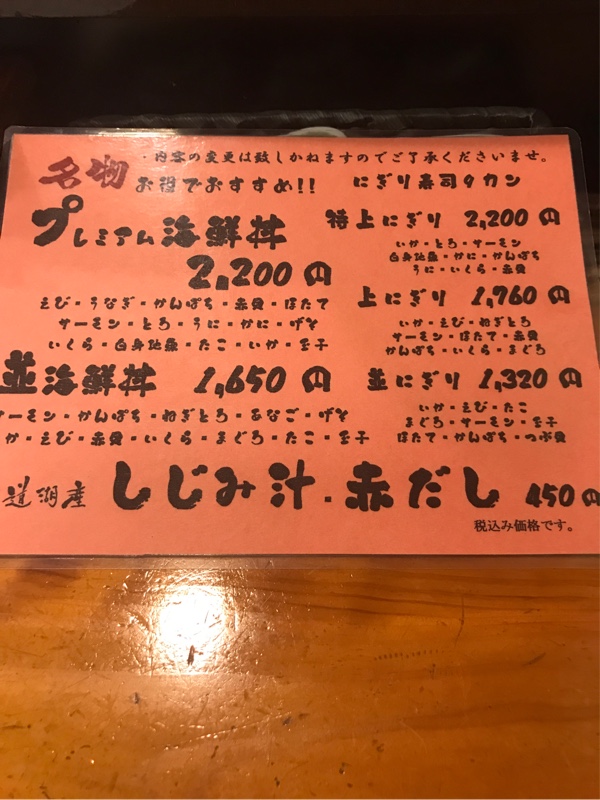 ・内容の変更は致しかねますのでご了承くださいませ。
名物 お得でおすすめ!!
プレミアム海鮮丼
2,200円
えび・うなぎ・かんぱち・赤貝・ほたて
サーモン・とろ・うに・かに・げそ
いくら・白身地魚・たこ・いか・玉子
並海鮮丼 1,650円
サーモン・かんぱち・ねぎとろ・あなご・げそ
か・えび・赤貝・いくら・まぐろ・たこ・玉子
にぎり寿司9カン
特上にぎり 2,200円
いか・とろ・サーモン
白身地魚・かに・かんぱち
うに・いくら・赤貝
上にぎり 1,760円
いか・えび・ねぎとろ
サーモン・ほたて・赤貝
かんぱち・いくら・まぐろ
並にぎり 1,320円
いか・えび・たこ
まぐろ・サーモン・玉子
ほたて・かんぱち・つぶ貝
道湖産 しじみ汁・赤だし 450円
税込み価格です。